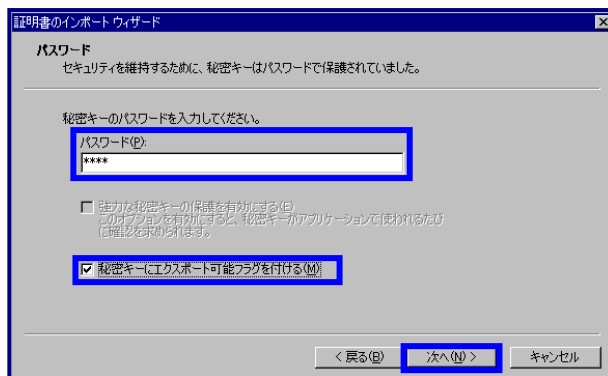 証明書のインポート ウィザード
パスワード
セキュリティを維持するために、秘密キーはパスワードで保護されていました。
秘密キーのパスワードを入力してください。
パスワード(P):
****
強力な秘密キーの保護を有効にする(E)
このオプションを有効にすると、秘密キーがアプリケーションで使われるたび
に確認を求められます。
秘密キーにエクスポート可能フラグを付ける(M)
< 戻る(B) 次へ(N) > キャンセル